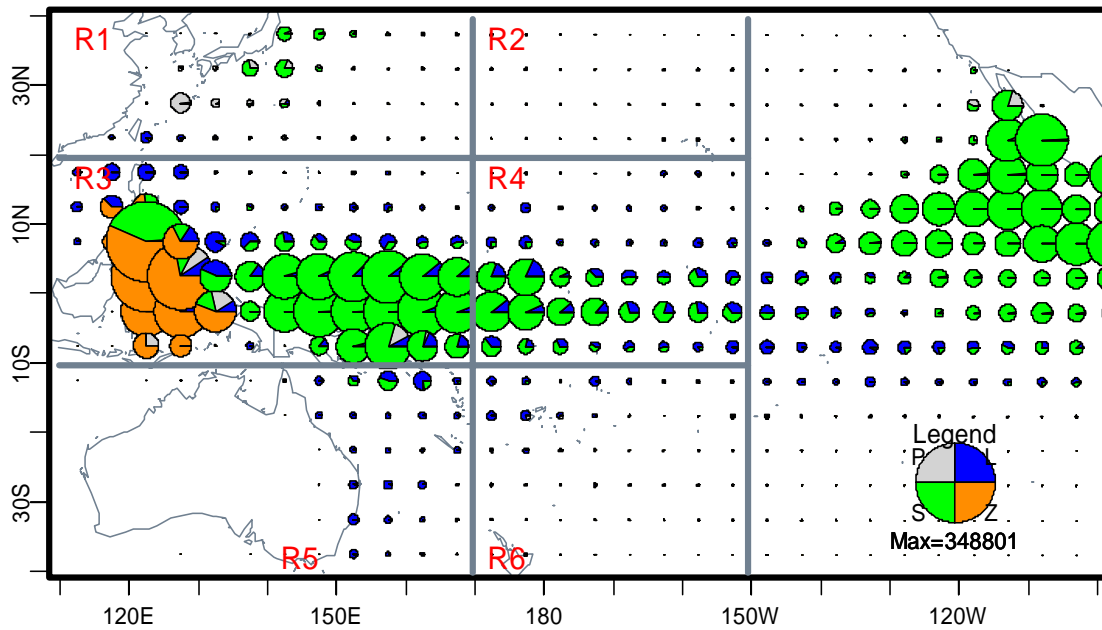 R1 R2
30N
R3 R4
10N
10S
Legend
P L
S Z
Max=348801
30S
R5 R6
120E 150E 180 150W 120W